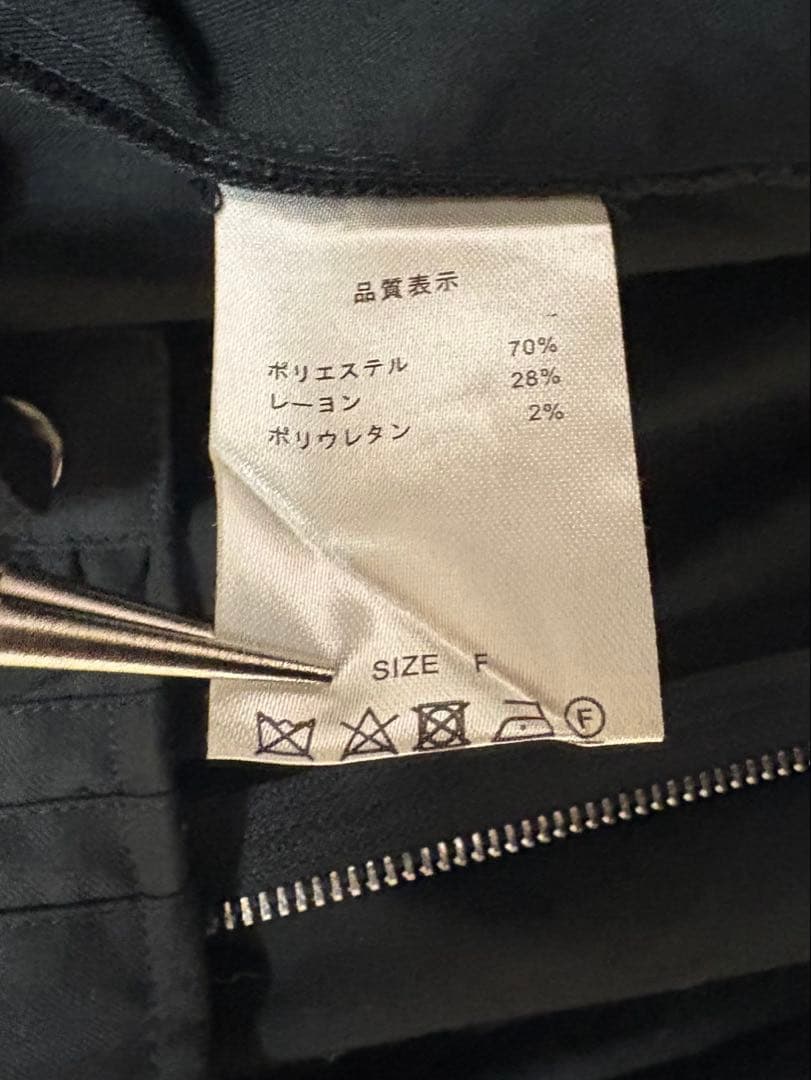 品質表示
ポリエステル 70%
レーヨン 28%
ポリウレタン 2%
SIZE F
F